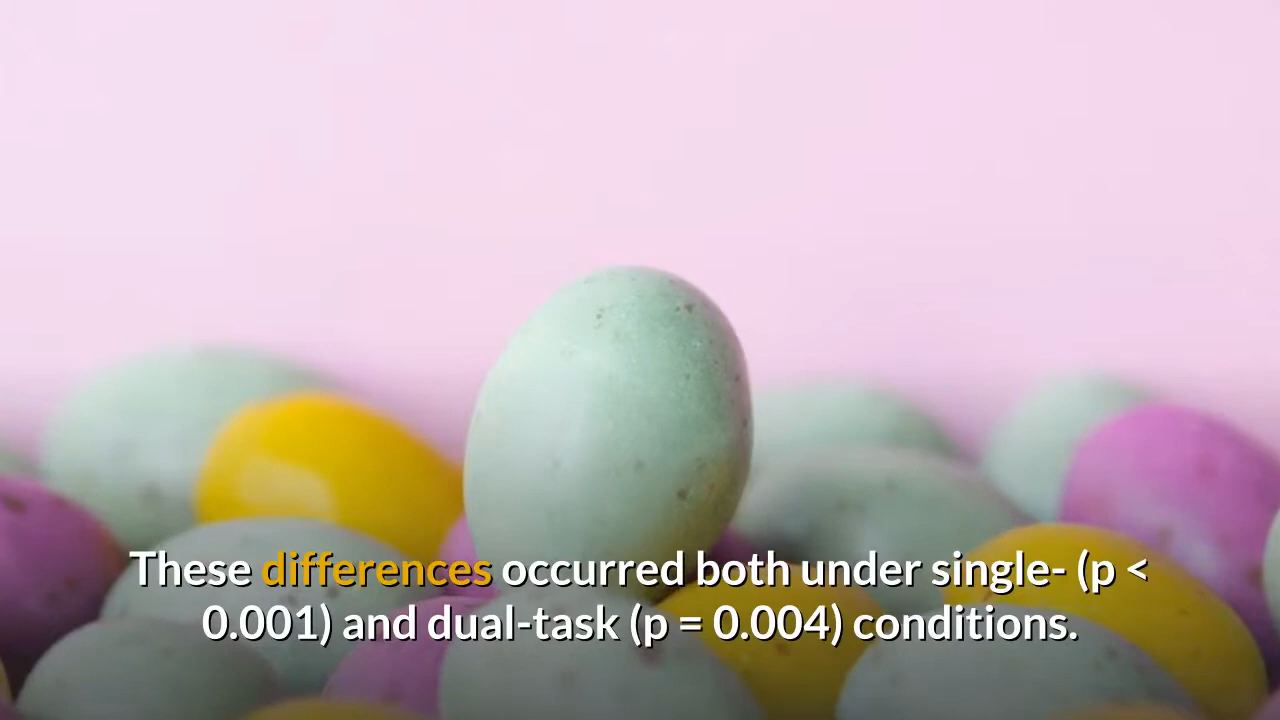 These differences occurred both under single- (p <
0.001) and dual-task (p = 0.004) conditions.